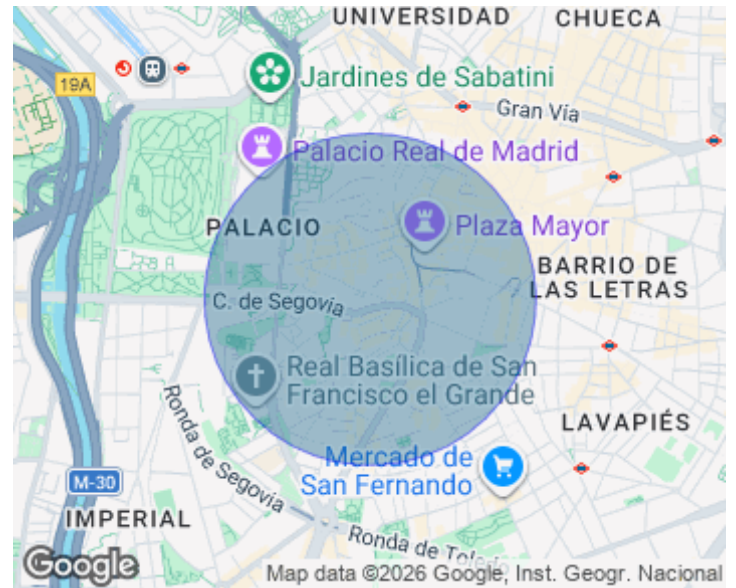 UNIVERSIDAD
CHUECA
19A
Jardines de Sabatini
Gran Vía
Palacio Real de Madrid
PALACIO
Plaza Mayor
BARRIO DE
LAS LETRAS
C. de Segovia
Real Basílica de San
Francisco el Grande
LAVAPIÉS
Ronda de Segovia
Mercado de
San Fernando
M-30
IMPERIAL
Ronda de Toledo
Google
Map data ©2026 Google, Inst. Geogr. Nacional